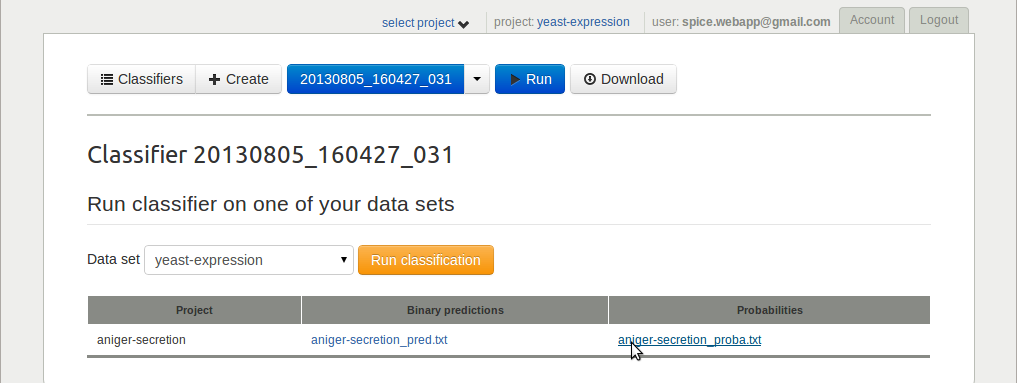 select project project: yeast-expression user: spice.webapp@gmail.com Account Logout
Classifiers Create 20130805_160427_031 Run Download
Classifier 20130805_160427_031
Run classifier on one of your data sets
Data set yeast-expression Run classification
Project Binary predictions Probabilities
aniger-secretion aniger-secretion_pred.txt aniger-secretion_proba.txt